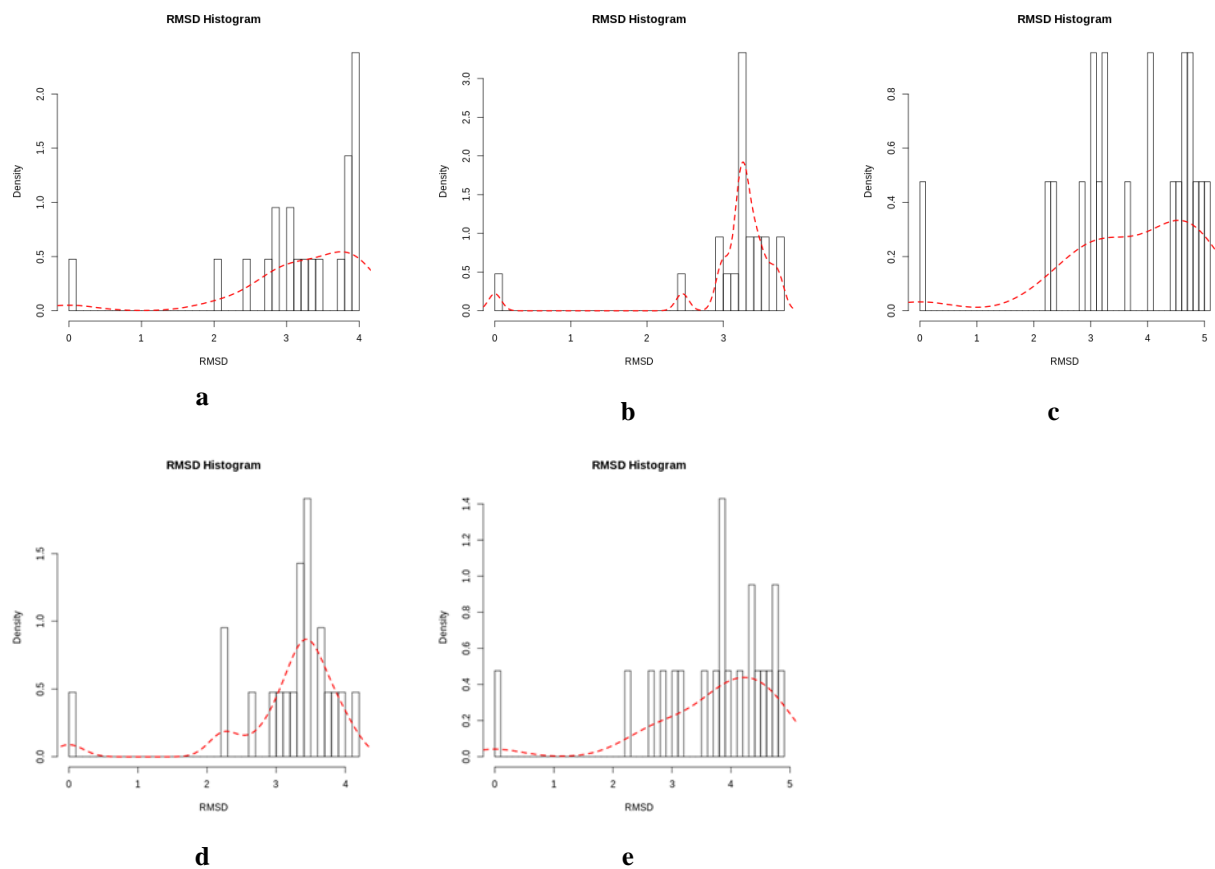 RMSD Histogram
Density
0.0 0.5 1.0 1.5 2.0
0 1 2 3 4
RMSD
a
RMSD Histogram
Density
0.0 0.5 1.0 1.5 2.0 2.5 3.0
0 1 2 3
RMSD
b
RMSD Histogram
Density
0.0 0.2 0.4 0.6 0.8
0 1 2 3 4 5
RMSD
c
RMSD Histogram
Density
0.0 0.5 1.0 1.5
0 1 2 3 4
RMSD
d
RMSD Histogram
Density
0.0 0.2 0.4 0.6 0.8 1.0 1.2 1.4
0 1 2 3 4 5
RMSD
e